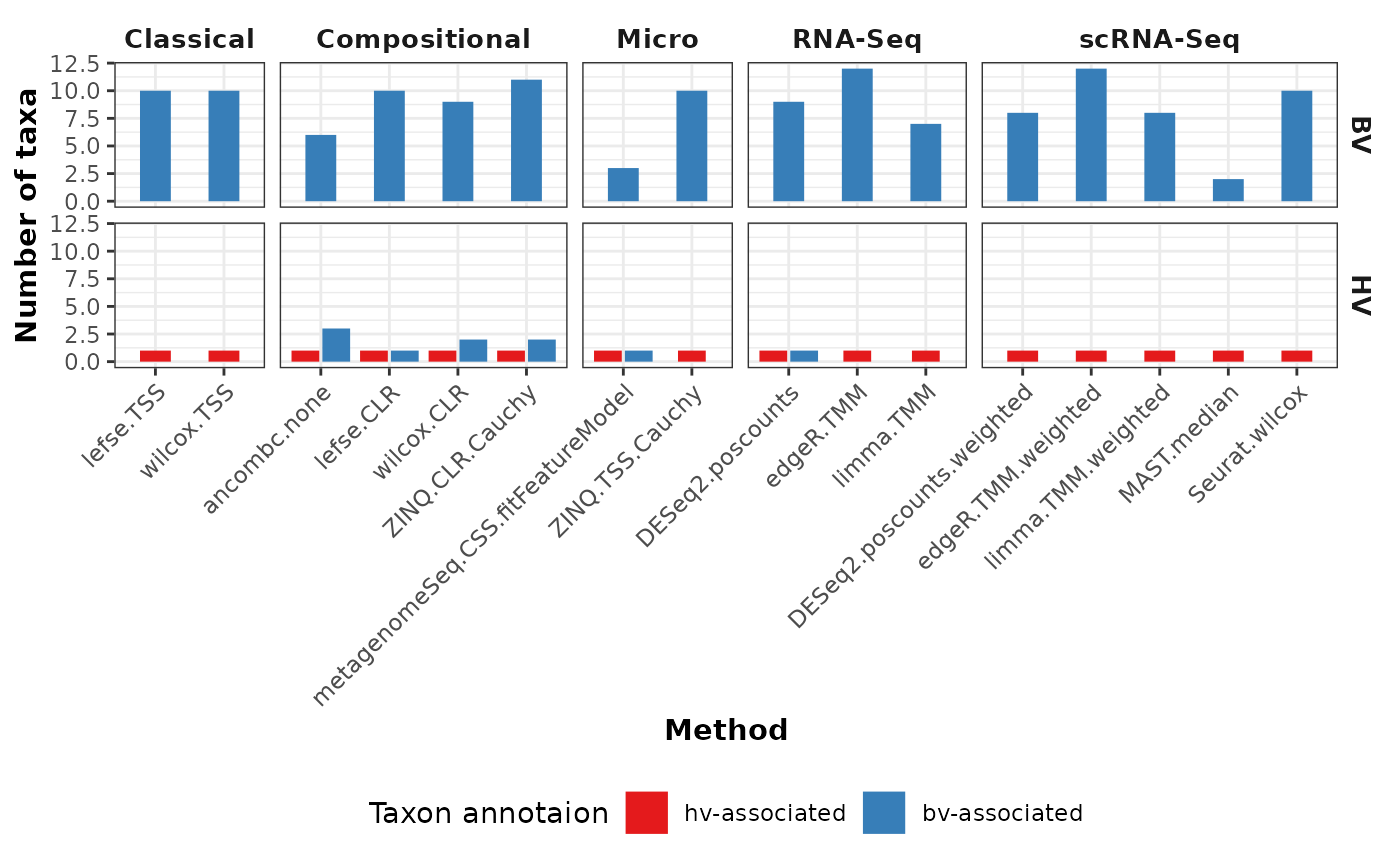 Classical Compositional Micro RNA-Seq scRNA-Seq
Number of taxa
12.5
10.0
7.5
5.0
2.5
0.0
BV
12.5
10.0
7.5
5.0
2.5
0.0
HV
lefse.TSS
wilcox.TSS
ancombc.none
lefse.CLR
wilcox.CLR
ZINQ.CLR.Cauchy
metagenomeSeq.CSS.fitFeatureModel
ZINQ.TSS.Cauchy
DESeq2.poscounts
edgeR.TMM
limma.TMM
DESeq2.poscounts.weighted
edgeR.TMM.weighted
limma.TMM.weighted
MAST.median
Seurat.wilcox
Method
Taxon annotaion hv-associated bv-associated